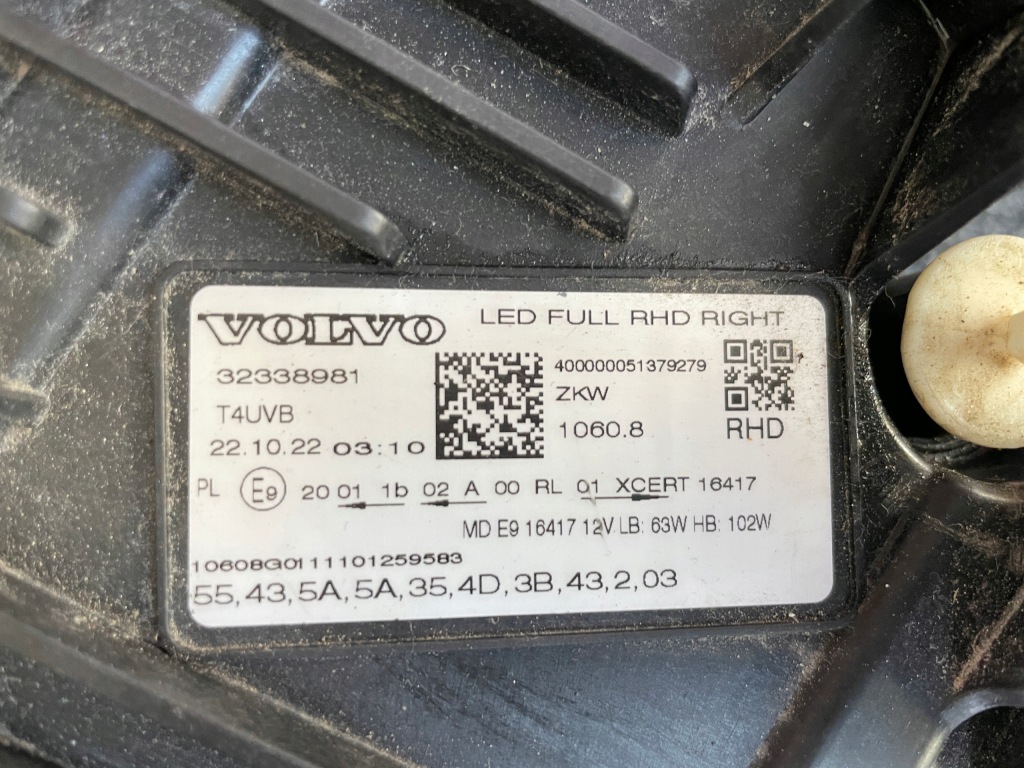 VOLVO LED FULL RHD RIGHT
32338981
400000051379279
T4UVB
ZKW
22.10.22 03:10
1060.8
RHD
PL E9 20 01 1b 02 A 00 RL 01 XCERT 16417
MD E9 16417 12V LB: 63W HB: 102W
10608G0111101259583
55,43,5A,5A,35,4D,3B,43,2,03